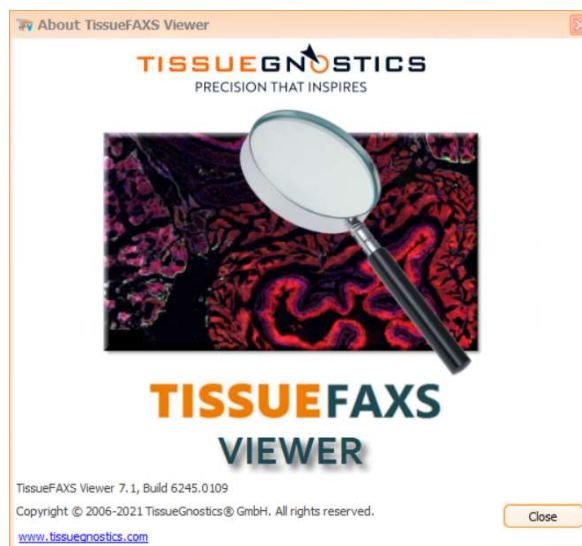 About TissueFAXS Viewer
TISSUEGNOSTICS
PRECISION THAT INSPIRES
TISSUEFAXS
VIEWER
TissueFAXS Viewer 7.1, Build 6245.0109
Copyright © 2006-2021 TissueGnostics® GmbH. All rights reserved.
Close
www.tissuegnostics.com